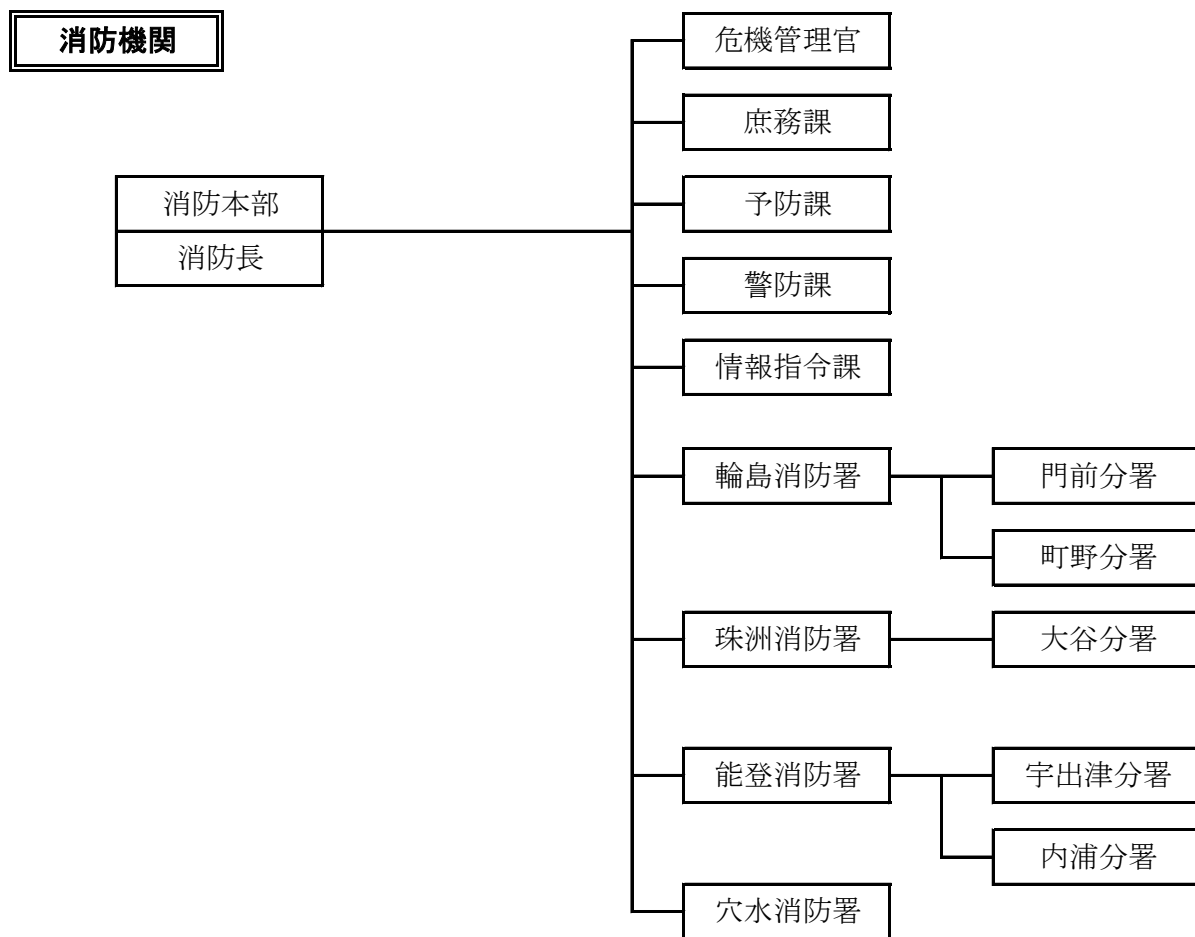 消防機関
危機管理官
庶務課
消防本部
消防長
予防課
警防課
情報指令課
輪島消防署
門前分署
町野分署
珠洲消防署
大谷分署
能登消防署
宇出津分署
内浦分署
穴水消防署